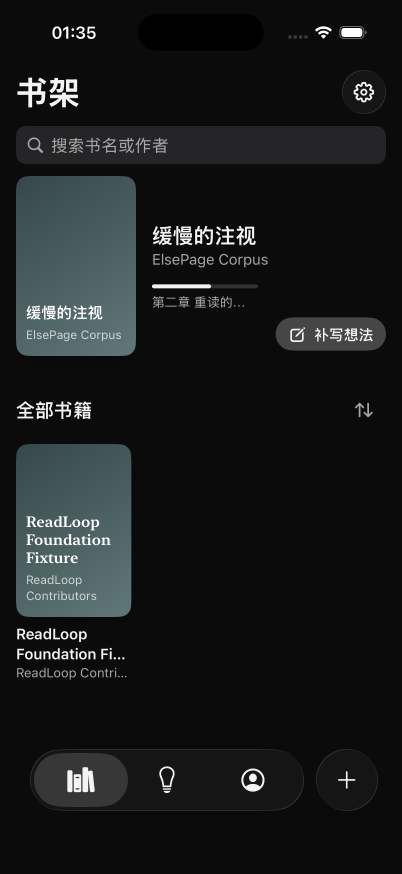 01:35
书架
搜索书名或作者
缓慢的注视
ElsePage Corpus
缓慢的注视
ElsePage Corpus
第二章 重读的...
补写想法
全部书籍
ReadLoop
Foundation
Fixture
ReadLoop
Contributors
ReadLoop
Foundation Fi...
ReadLoop Contri...